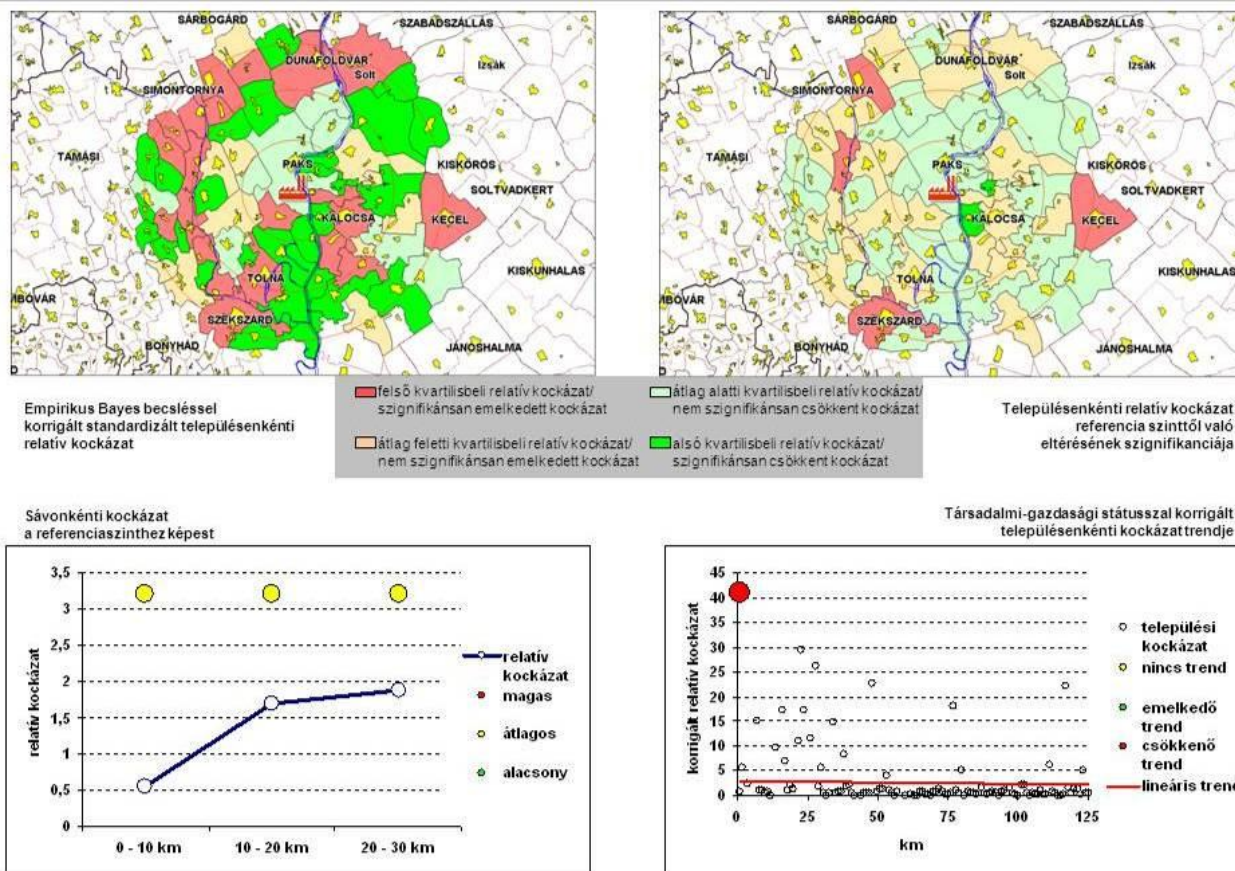 SÁRBOGÁRD
SZABADSZÁLLÁS
DUNAFÖLDVÁR
Izsák
Solt
SIMONTORNYA
TAMÁSI
PAKS
KISKŐRÖS
SOLTVADKERT
KALOCSA
KECEL
TOLNA
KISKUNHALAS
MBOVÁR
SZEKSZÁRD
BONYHÁD
JÁNOSHALMA
SÁRBOGÁRD
SZABADSZÁLLÁS
DUNAFÖLDVÁR
Izsák
Solt
SIMONTORNYA
TAMÁSI
PAKS
KISKŐRÖS
SOLTVADKERT
KALOCSA
KECEL
TOLNA
KISKUNHALAS
MBOVÁR
SZEKSZÁRD
BONYHÁD
JÁNOSHALMA
Empirikus Bayes becsléssel
korrigált standardizált településenkénti
relatív kockázat
felső kvartilisbeli relatív kockázat/
szignifikánsan emelkedett kockázat
átlag feletti kvartilisbeli relatív kockázat/
nem szignifikánsan emelkedett kockázat
átlag alatti kvartilisbeli relatív kockázat/
nem szignifikánsan csökkent kockázat
alsó kvartilisbeli relatív kockázat/
szignifikánsan csökkent kockázat
Településenkénti relatív kockázat
referencia szinttől való
eltérésének szignifikanciája
Sávonkénti kockázat
a referenciaszinthez képest
relatív kockázat
3,5
3
2,5
2
1,5
1
0,5
0
0 - 10 km
10 - 20 km
20 - 30 km
relatív
kockázat
magas
átlagos
alacsony
Társadalmi-gazdasági státusszal korrigált
településenkénti kockázat trendje
korrigált relatív kockázat
45
40
35
30
25
20
15
10
5
0
0
25
50
75
100
125
km
települési
kockázat
nincs trend
emelkedő
trend
csökkenő
trend
lineáris trend